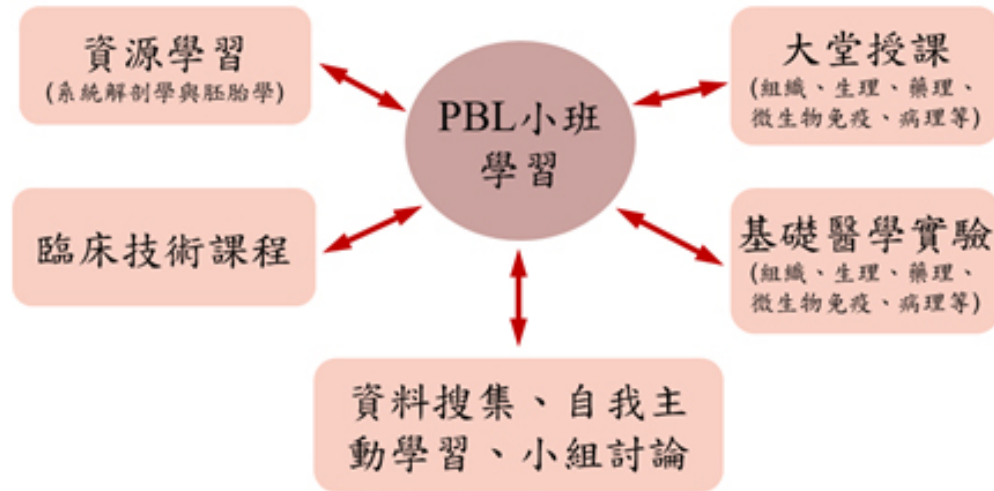 資源學習
(系統解剖學與胚胎學)
PBL小班
學習
大堂授課
(組織、生理、藥理、
微生物免疫、病理等)
臨床技術課程
基礎醫學實驗
(組織、生理、藥理、
微生物免疫、病理等)
資料搜集、自我主
動學習、小組討論